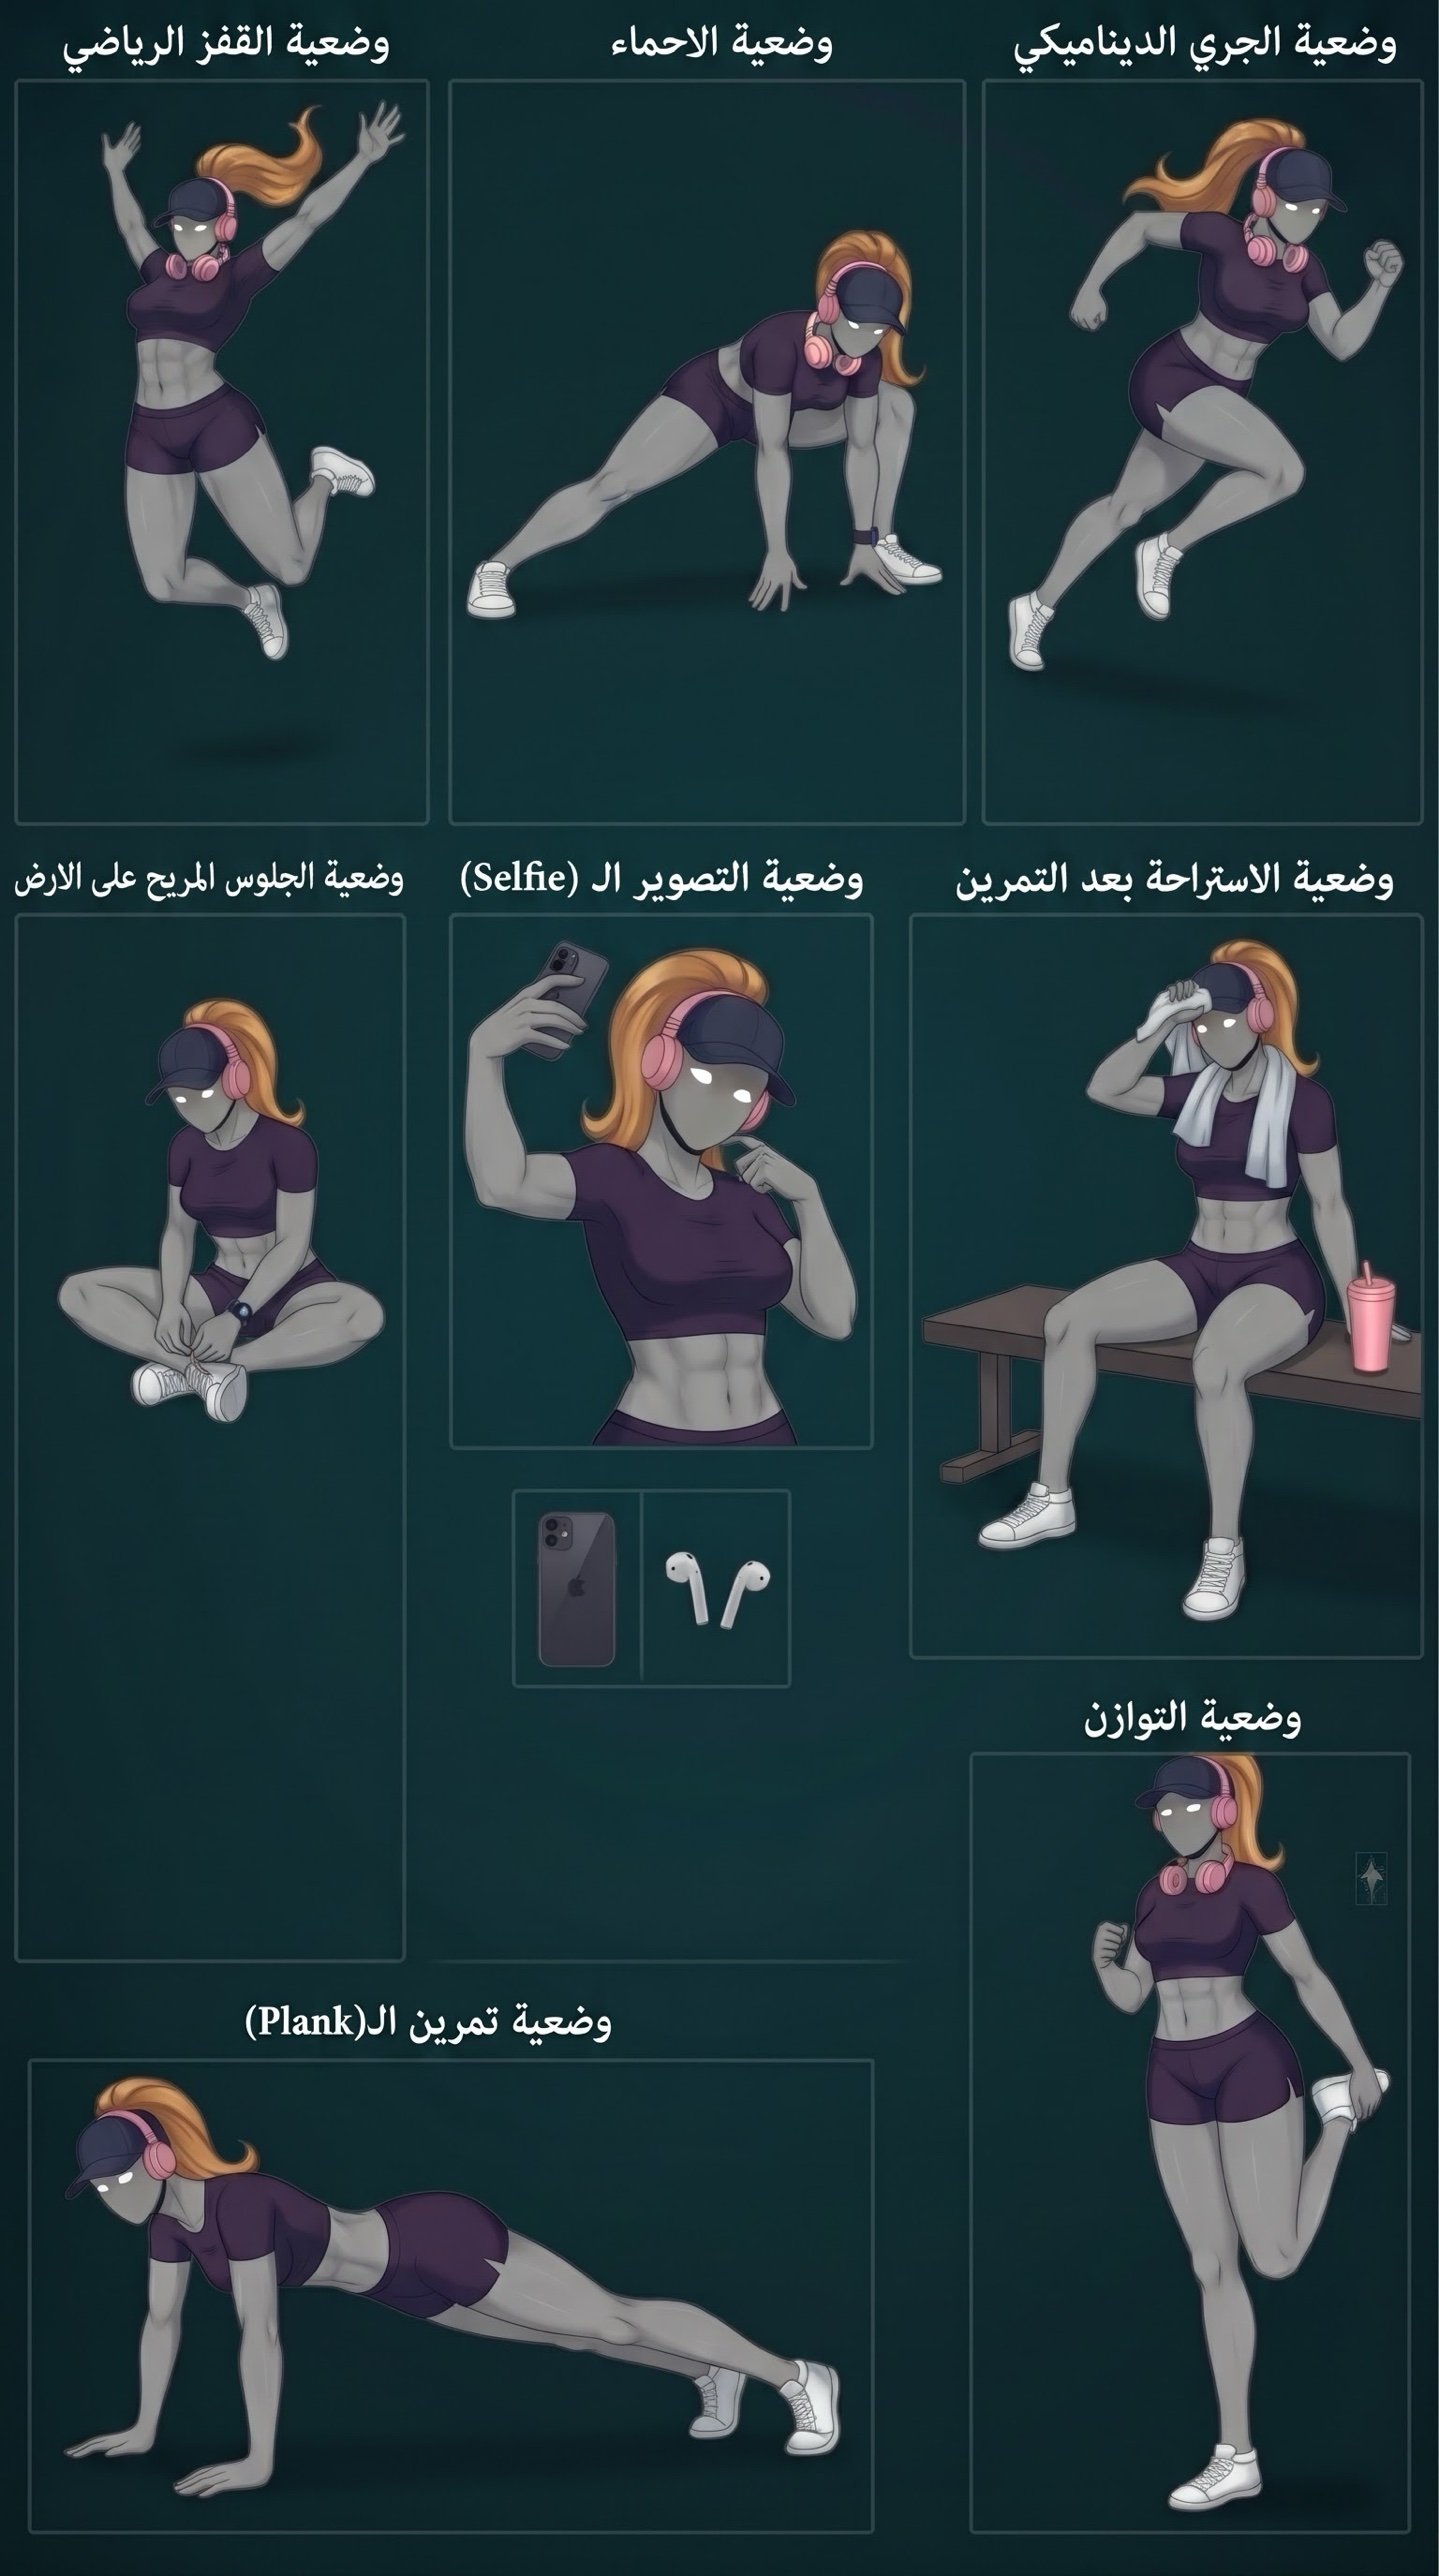 وضعية الجري الديناميكي
وضعية الاحماء
وضعية القفز الرياضي
وضعية الاستراحة بعد التمرين
وضعية التصوير ال (Selfie)
وضعية الجلوس المريح على الارض
وضعية التوازن
وضعية تمرين ال(Plank)